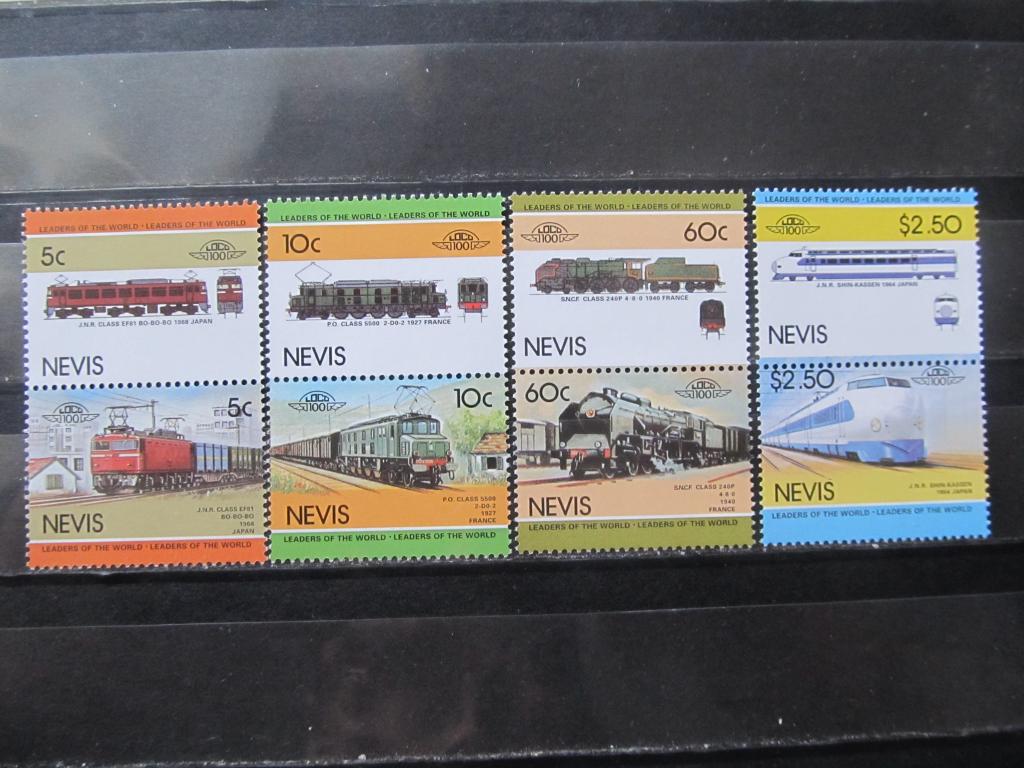 LEADERS OF THE WORLD · LEADERS OF THE WORLD
5c
LOCO
100
J.N.R. CLASS EF81 BO-BO-BO 1968 JAPAN
NEVIS
LOCO
100
5c
NEVIS
J.N.R. CLASS EF81
BO-BO-BO
1968
JAPAN
LEADERS OF THE WORLD · LEADERS OF THE WORLD
LEADERS OF THE WORLD · LEADERS OF THE WORLD
10c
LOCO
100
P.O. CLASS 5500 2-D0-2 1927 FRANCE
NEVIS
LOCO
100
10c
NEVIS
P.O. CLASS 5500
2-D0-2
1927
FRANCE
LEADERS OF THE WORLD · LEADERS OF THE WORLD
LEADERS OF THE WORLD · LEADERS OF THE WORLD
LOCO
100
60c
S.N.C.F. CLASS 240P 4-8-0 1940 FRANCE
NEVIS
60c
LOCO
100
NEVIS
S.N.C.F. CLASS 240P
4-8-0
1940
FRANCE
LEADERS OF THE WORLD · LEADERS OF THE WORLD
LEADERS OF THE WORLD · LEADERS OF THE WORLD
LOCO
100
$2.50
J.N.R. SHIN-KASSEN 1964 JAPAN
NEVIS
$2.50
LOCO
100
NEVIS
J.N.R. SHIN-KASSEN
1964 JAPAN
LEADERS OF THE WORLD · LEADERS OF THE WORLD